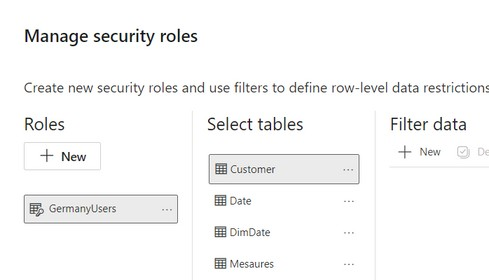 Manage security roles
Create new security roles and use filters to define row-level data restrictions
Roles
Select tables
Filter data
New
New
Customer
Date
GermanyUsers
DimDate
Mesaures